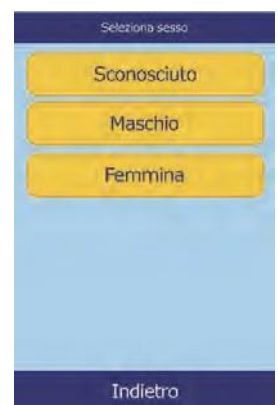 Seleziona sesso
Sconosciuto
Maschio
Femmina
Indietro